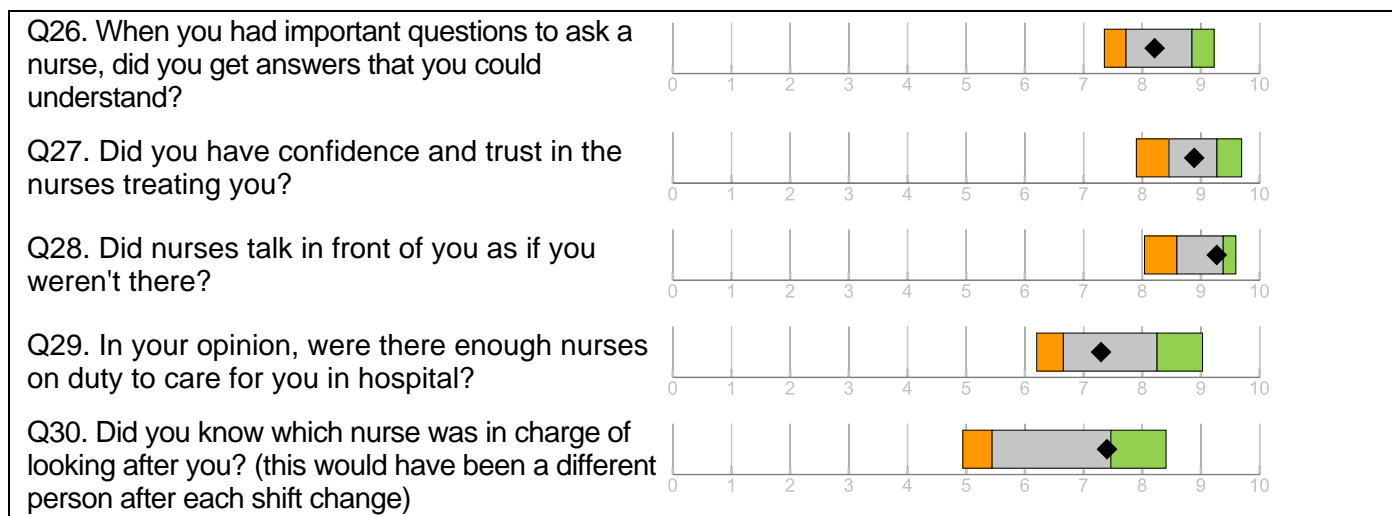 Q26. When you had important questions to ask a
nurse, did you get answers that you could
understand?
0 1 2 3 4 5 6 7 8 9 10
Q27. Did you have confidence and trust in the
nurses treating you?
0 1 2 3 4 5 6 7 8 9 10
Q28. Did nurses talk in front of you as if you
weren't there?
0 1 2 3 4 5 6 7 8 9 10
Q29. In your opinion, were there enough nurses
on duty to care for you in hospital?
0 1 2 3 4 5 6 7 8 9 10
Q30. Did you know which nurse was in charge of
looking after you? (this would have been a different
person after each shift change)
0 1 2 3 4 5 6 7 8 9 10